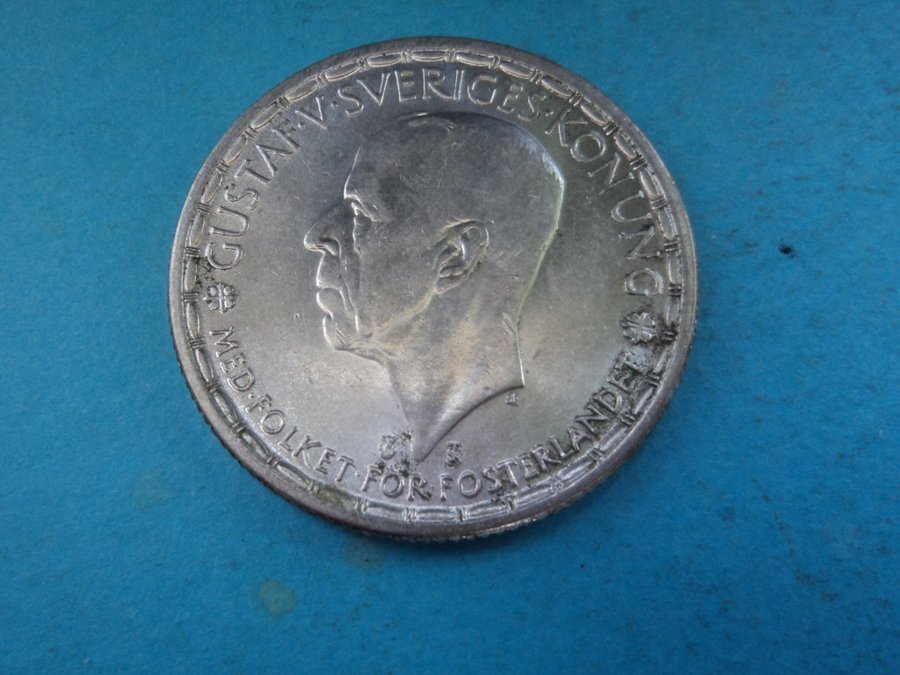 GUSTAF·V·SVERIGES·KONUNG
MED·FOLKET·FÖR·FOSTERLANDET